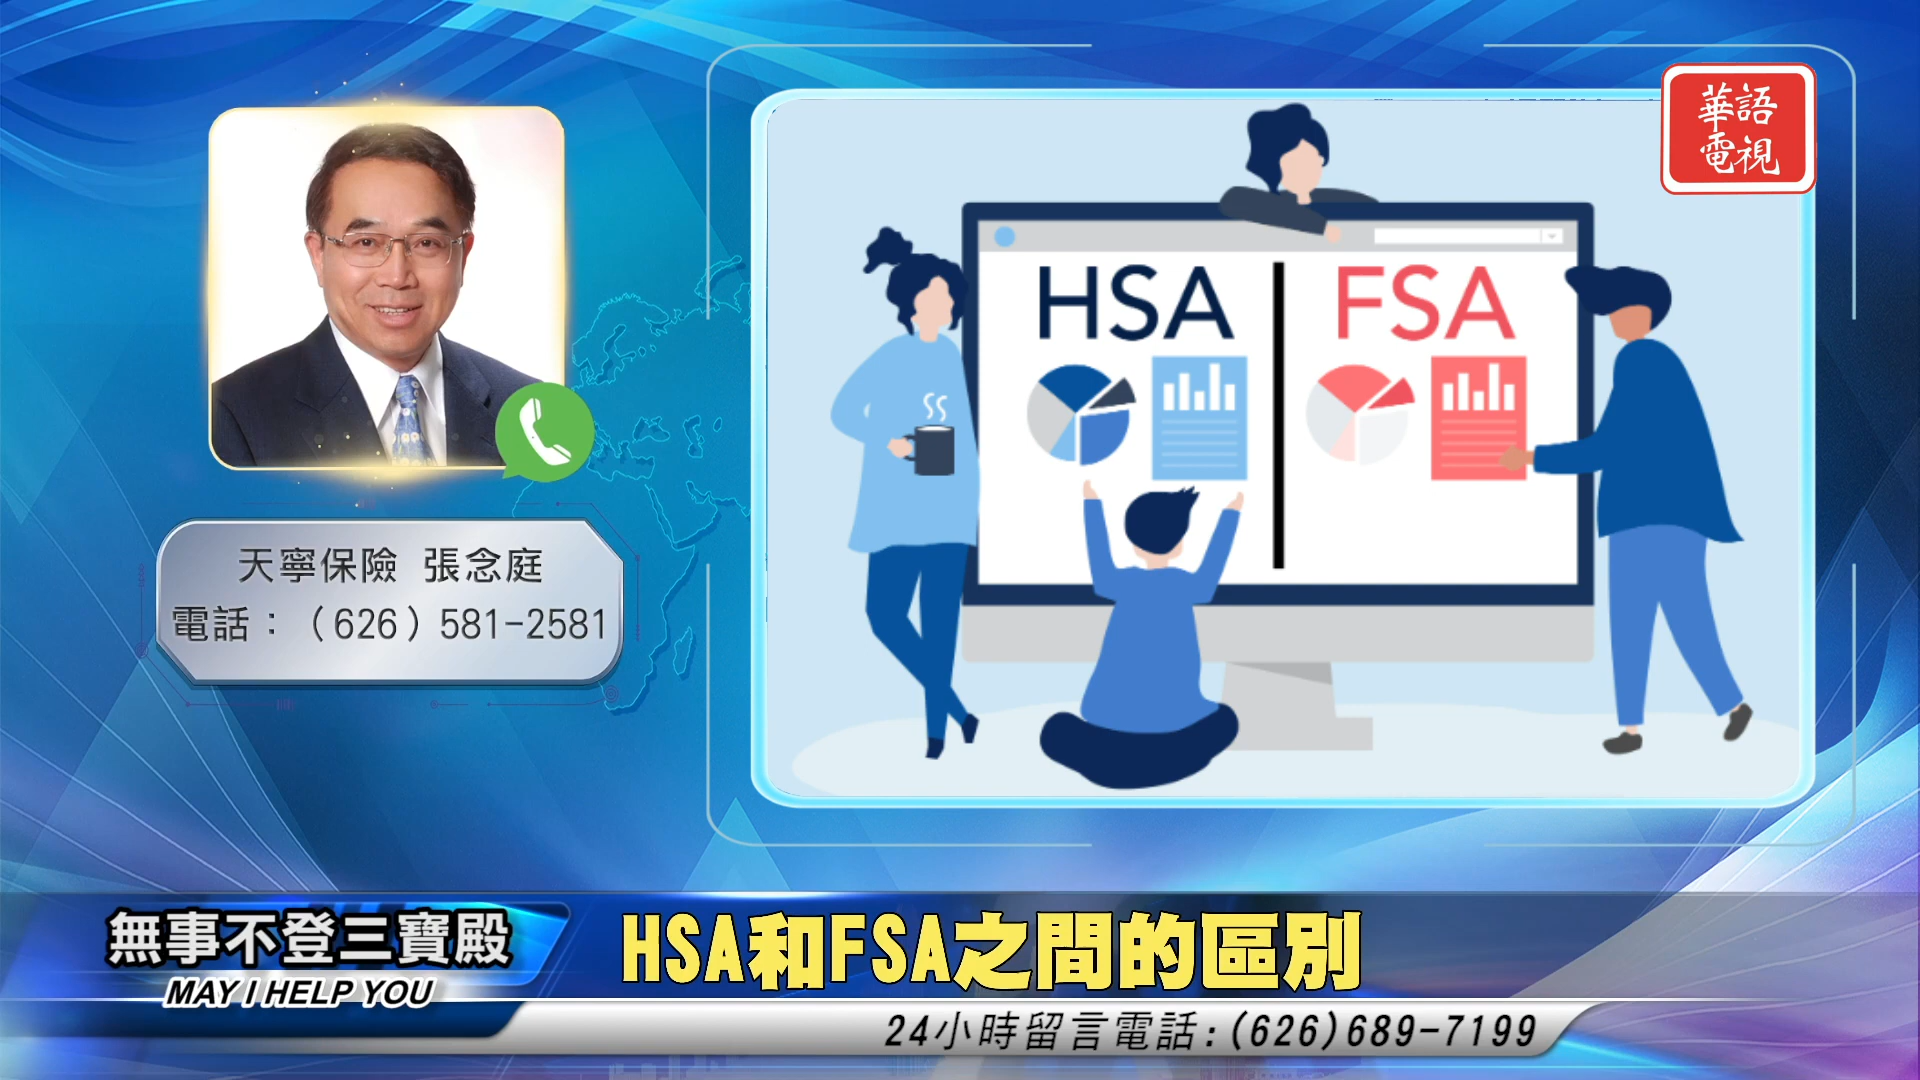 華語
電視
HSA
FSA
天寧保險 張念庭
電話：（626）581-2581
無事不登三寶殿
MAY I HELP YOU
HSA和FSA之間的區別
24小時留言電話:(626)689-7199